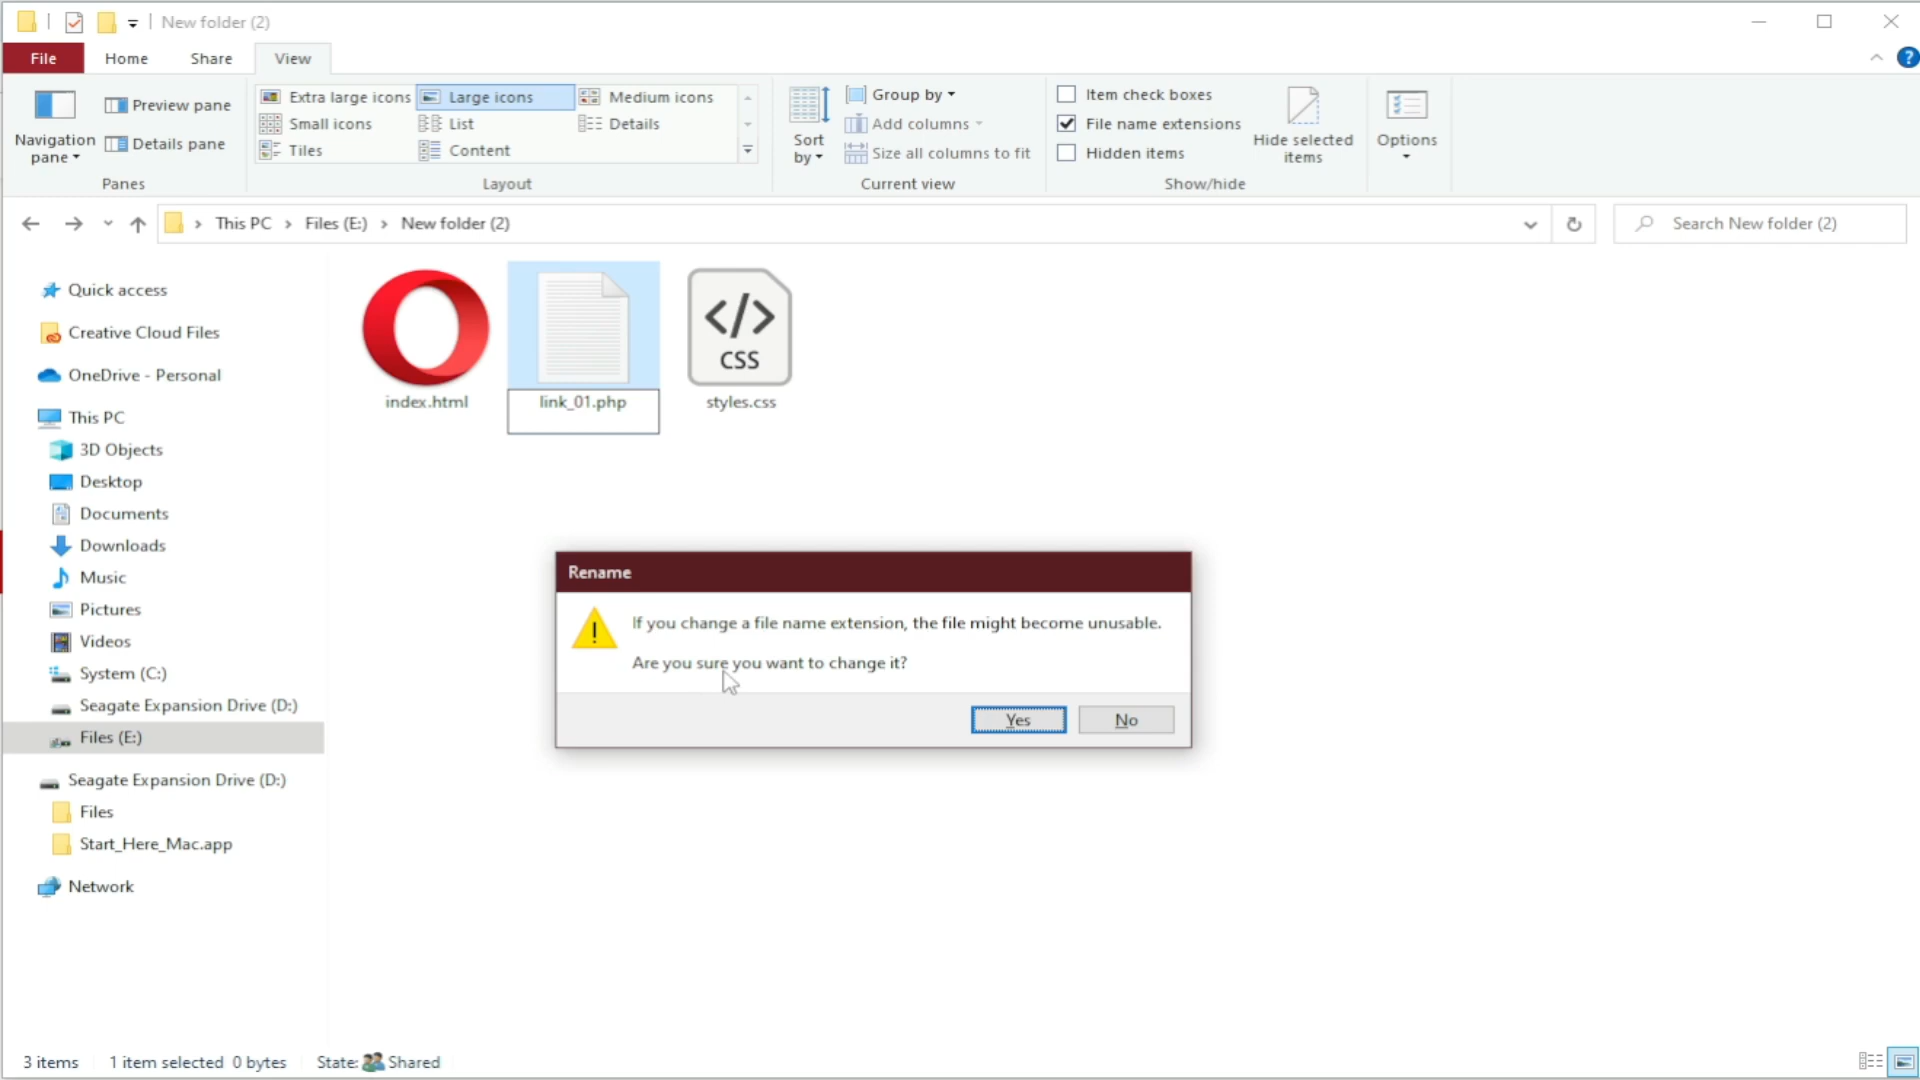 New folder (2)
File Home Share View
?
Preview pane
Details pane
Navigation
pane
Panes
Extra large icons Large icons Medium icons
Small icons List Details
Tiles Content
Layout
Sort
by
Group by
Add columns
Size all columns to fit
Current view
Item check boxes
File name extensions
Hidden items
Hide selected
items
Show/hide
Options
This PC > Files (E:) > New folder (2)
Search New folder (2)
Quick access
Creative Cloud Files
OneDrive - Personal
This PC
3D Objects
Desktop
Documents
Downloads
Music
Pictures
Videos
System (C:)
Seagate Expansion Drive (D:)
Files (E:)
Seagate Expansion Drive (D:)
Files
Start_Here_Mac.app
Network
</>
CSS
index.html link_01.php styles.css
Rename
If you change a file name extension, the file might become unusable.
Are you sure you want to change it?
Yes No
3 items 1 item selected 0 bytes State: Shared